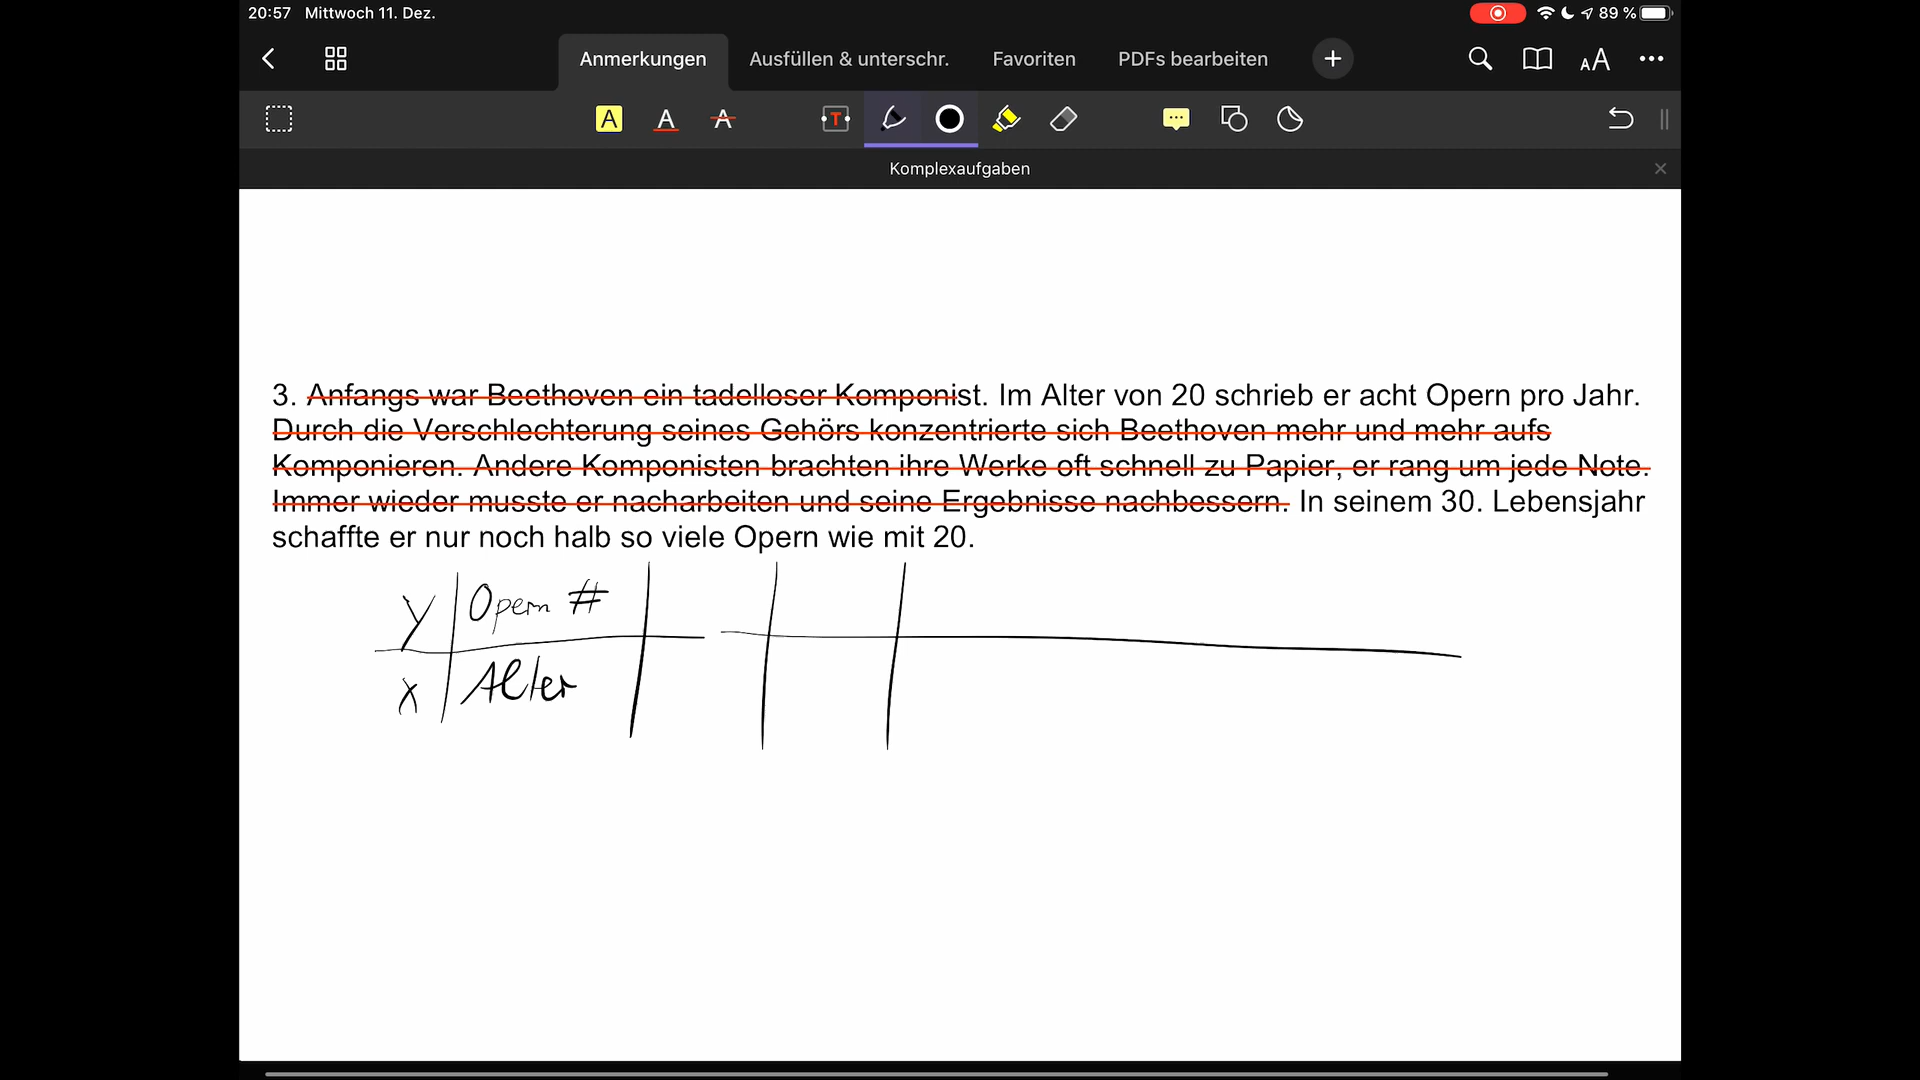 20:57 Mittwoch 11. Dez. 89 %
Anmerkungen Ausfüllen & unterschr. Favoriten PDFs bearbeiten + AA
A A A T
Komplexaufgaben
3. Anfangs war Beethoven ein tadelloser Komponist. Im Alter von 20 schrieb er acht Opern pro Jahr.
Durch die Verschlechterung seines Gehörs konzentrierte sich Beethoven mehr und mehr aufs
Komponieren. Andere Komponisten brachten ihre Werke oft schnell zu Papier, er rang um jede Note.
Immer wieder musste er nacharbeiten und seine Ergebnisse nachbessern. In seinem 30. Lebensjahr
schaffte er nur noch halb so viele Opern wie mit 20.
y Opern #
x Alter